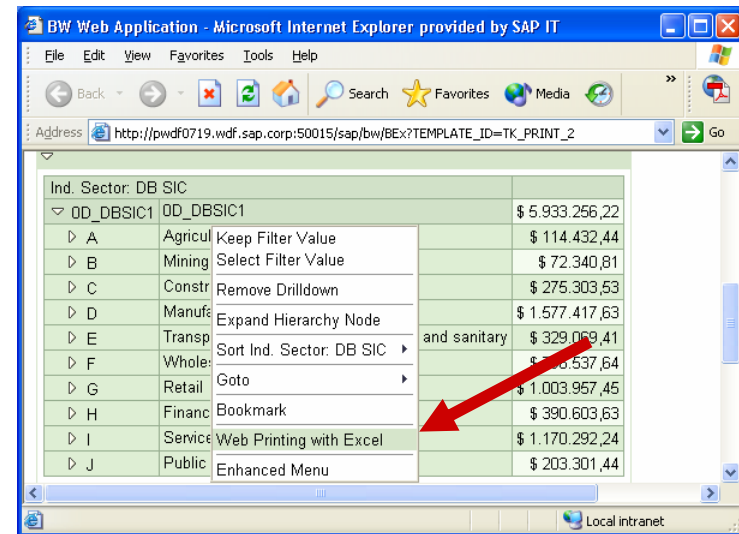 BW Web Application - Microsoft Internet Explorer provided by SAP IT
File Edit View Favorites Tools Help
Back Search Favorites Media »
Address http://pwdf0719.wdf.sap.corp:50015/sap/bw/BEx?TEMPLATE_ID=TK_PRINT_2 Go
Ind. Sector: DB SIC
0D_DBSIC1 0D_DBSIC1 $ 5.933.256,22
A Agricul $ 114.432,44
B Mining $ 72.340,81
C Constr $ 275.303,53
D Manufa $ 1.577.417,63
E Transp and sanitary $ 329.069,41
F Whole 537,64
G Retail $ 1.003.957,45
H Financ $ 390.603,63
I Service $ 1.170.292,24
J Public $ 203.301,44
Keep Filter Value
Select Filter Value
Remove Drilldown
Expand Hierarchy Node
Sort Ind. Sector: DB SIC
Goto
Bookmark
Web Printing with Excel
Enhanced Menu
Local intranet